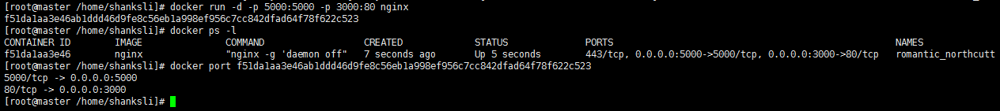 [root@master /home/shanksli]# docker run -d -p 5000:5000 -p 3000:80 nginx
f51da1aa3e46ab1ddd46d9fe8c56eb1a998ef956c7cc842dfad64f78f622c523
[root@master /home/shanksli]# docker ps -l
CONTAINER ID IMAGE COMMAND CREATED STATUS PORTS NAMES
f51da1aa3e46 nginx "nginx -g 'daemon off" 7 seconds ago Up 5 seconds 443/tcp, 0.0.0.0:5000->5000/tcp, 0.0.0.0:3000->80/tcp romantic_northcutt
[root@master /home/shanksli]# docker port f51da1aa3e46ab1ddd46d9fe8c56eb1a998ef956c7cc842dfad64f78f622c523
5000/tcp -> 0.0.0.0:5000
80/tcp -> 0.0.0.0:3000
[root@master /home/shanksli]#